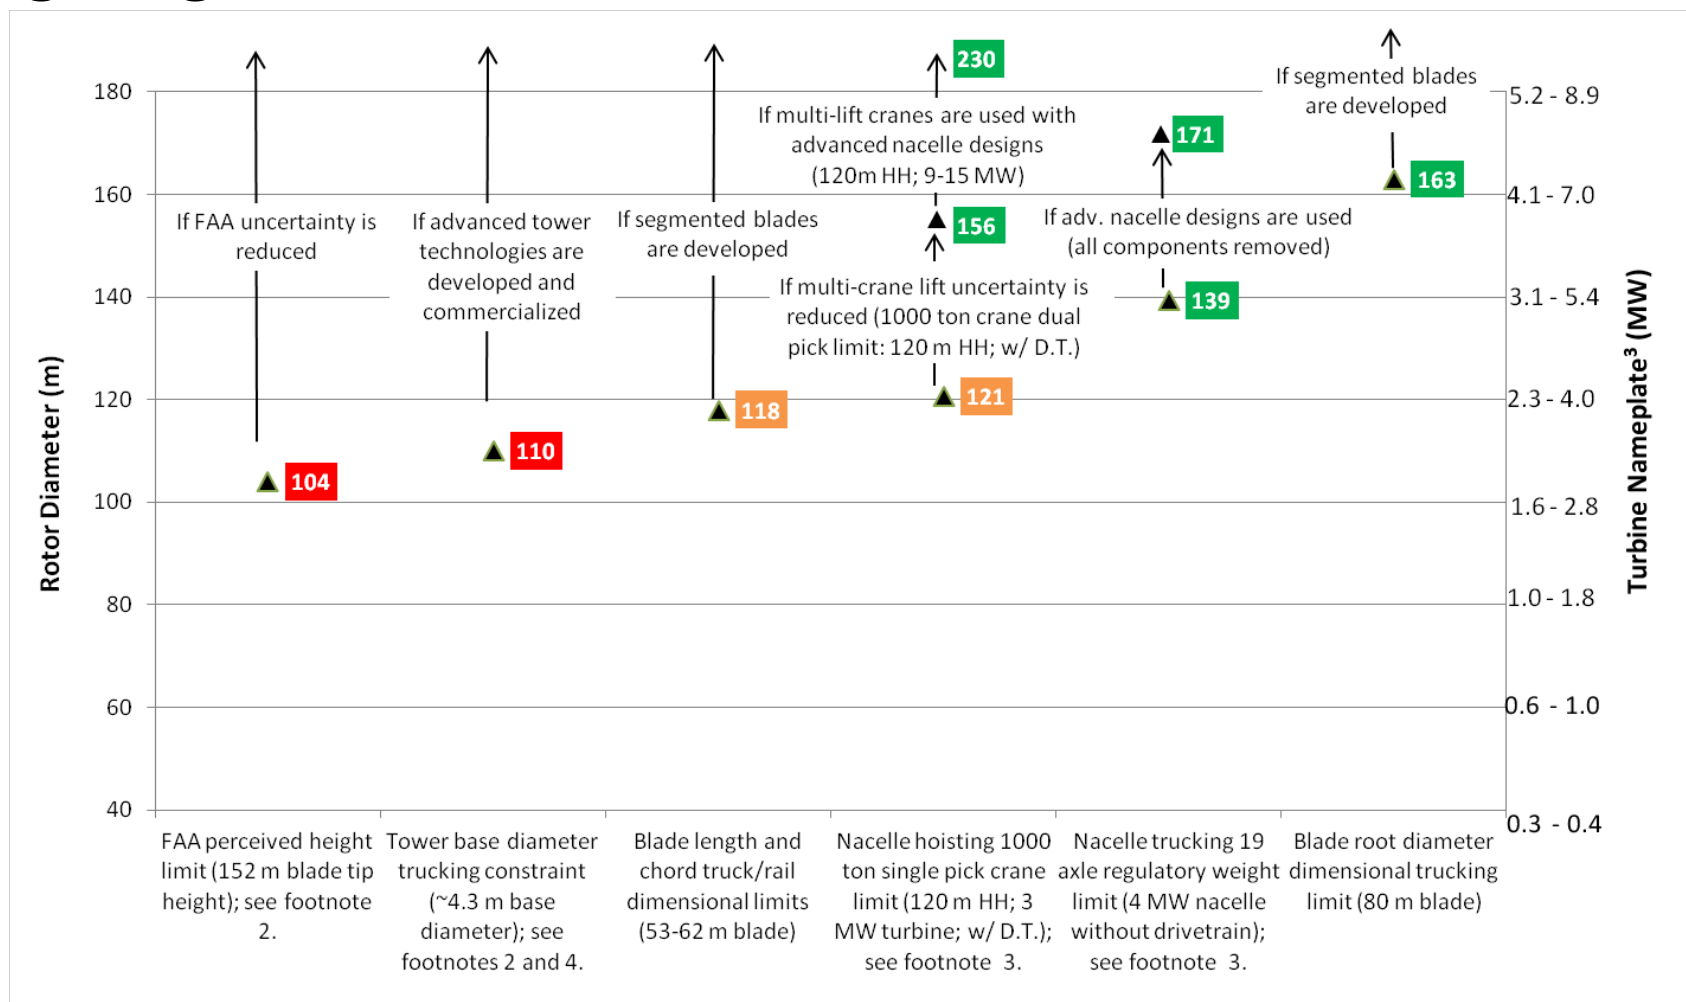 230
If segmented blades
are developed
180
5.2 - 8.9
If multi-lift cranes are used with
advanced nacelle designs
(120m HH; 9-15 MW)
171
163
160
4.1 - 7.0
If FAA uncertainty is
reduced
If advanced tower
technologies are
developed and
commercialized
If segmented blades
are developed
156
If adv. nacelle designs are used
(all components removed)
If multi-crane lift uncertainty is
reduced (1000 ton crane dual
pick limit: 120 m HH; w/ D.T.)
140
139
3.1 - 5.4
120
118
121
2.3 - 4.0
110
104
100
1.6 - 2.8
80
1.0 - 1.8
60
0.6 - 1.0
40
0.3 - 0.4
Rotor Diameter (m)
Turbine Nameplate³ (MW)
FAA perceived height
limit (152 m blade tip
height); see footnote
2.
Tower base diameter
trucking constraint
(~4.3 m base
diameter); see
footnotes 2 and 4.
Blade length and
chord truck/rail
dimensional limits
(53-62 m blade)
Nacelle hoisting 1000
ton single pick crane
limit (120 m HH; 3
MW turbine; w/ D.T.);
see footnote 3.
Nacelle trucking 19
axle regulatory weight
limit (4 MW nacelle
without drivetrain);
see footnote 3.
Blade root diameter
dimensional trucking
limit (80 m blade)